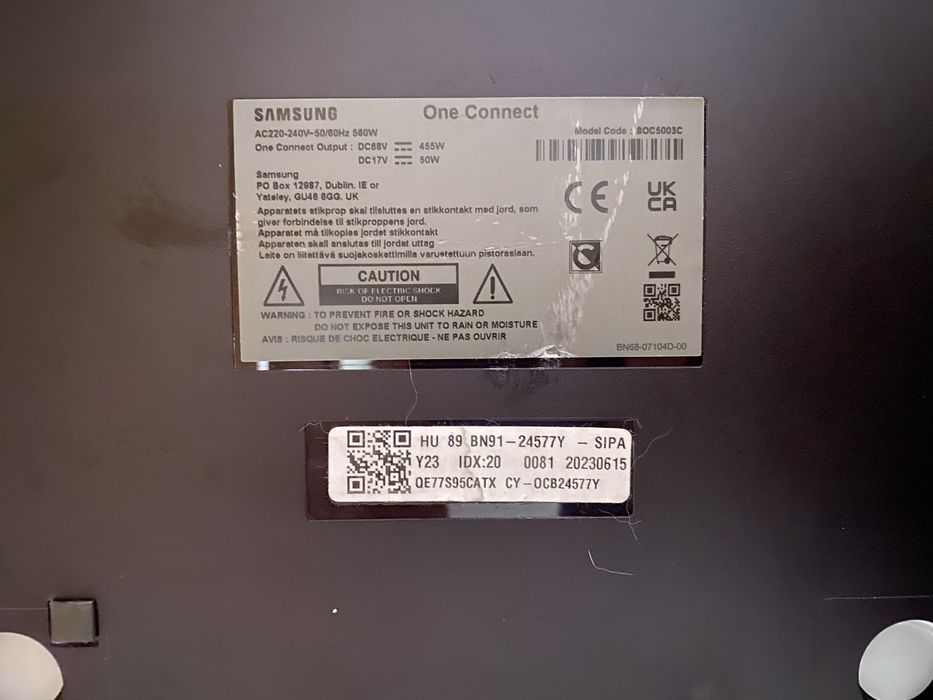 SAMSUNG One Connect
AC220-240V~50/60Hz 560W
Model Code : SOC5003C
One Connect Output : DC68V 455W
DC17V 50W
Samsung
PO Box 12987, Dublin. IE or
Yateley, GU46 6GG. UK
CE
UK
CA
Apparatets stikprop skal tilsluttes en stikkontakt med jord, som
giver forbindelse til stikproppens jord.
Apparatet må tilkoples jordet stikkontakt
Apparaten skall anslutas till jordat uttag
Laite on liitettävä suojakoskettimilla varustettuun pistorasiaan.
CAUTION
RISK OF ELECTRIC SHOCK
DO NOT OPEN
WARNING : TO PREVENT FIRE OR SHOCK HAZARD
DO NOT EXPOSE THIS UNIT TO RAIN OR MOISTURE
AVIS : RISQUE DE CHOC ELECTRIQUE - NE PAS OUVRIR
BN68-07104D-00
HU 89 BN91-24577Y - SIPA
Y23 IDX:20 0081 20230615
QE77S95CATX CY-OCB24577Y